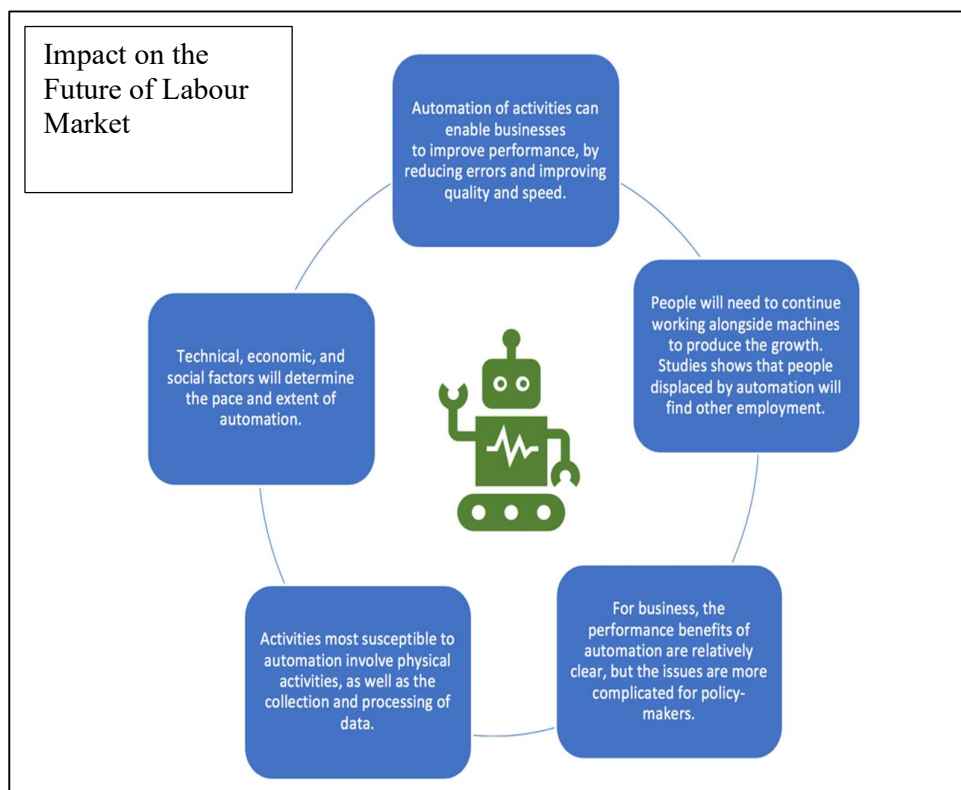 Impact on the
Future of Labour
Market
Automation of activities can
enable businesses
to improve performance, by
reducing errors and improving
quality and speed.
People will need to continue
working alongside machines
to produce the growth.
Studies shows that people
displaced by automation will
find other employment.
For business, the
performance benefits of
automation are relatively
clear, but the issues are more
complicated for policy-
makers.
Activities most susceptible to
automation involve physical
activities, as well as the
collection and processing of
data.
Technical, economic, and
social factors will determine
the pace and extent of
automation.